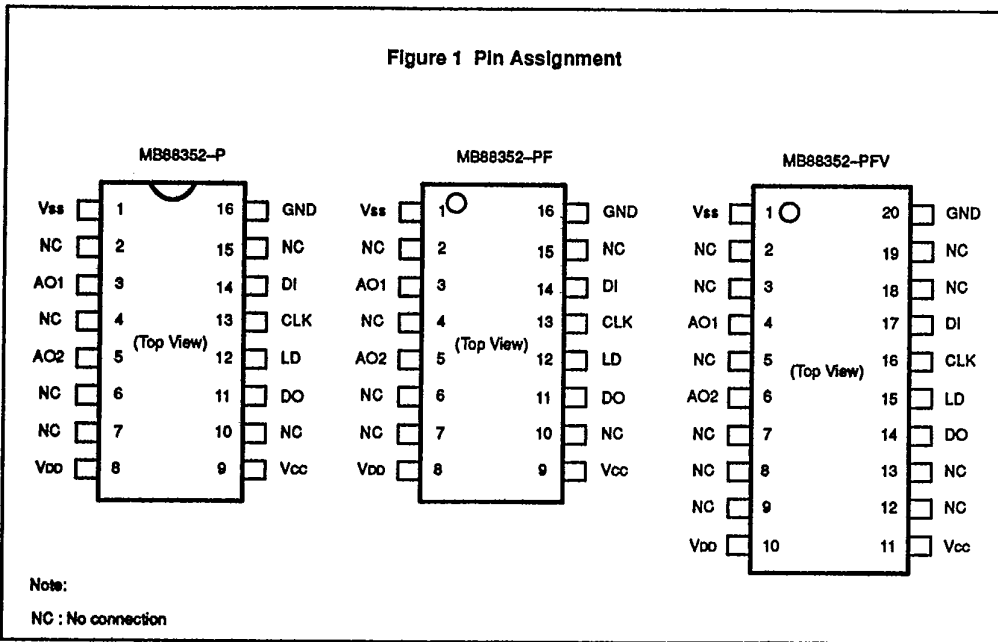 Figure 1 Pin Assignment
MB88352–P
Vss 1 16 GND
NC 2 15 NC
AO1 3 14 DI
NC 4 13 CLK
(Top View)
AO2 5 12 LD
NC 6 11 DO
NC 7 10 NC
VDD 8 9 Vcc
MB88352–PF
Vss 1 16 GND
NC 2 15 NC
AO1 3 14 DI
NC 4 13 CLK
(Top View)
AO2 5 12 LD
NC 6 11 DO
NC 7 10 NC
VDD 8 9 Vcc
MB88352-PFV
Vss 1 20 GND
NC 2 19 NC
NC 3 18 NC
AO1 4 17 DI
NC 5 16 CLK
(Top View)
AO2 6 15 LD
NC 7 14 DO
NC 8 13 NC
NC 9 12 NC
VDD 10 11 Vcc
Note:
NC : No connection